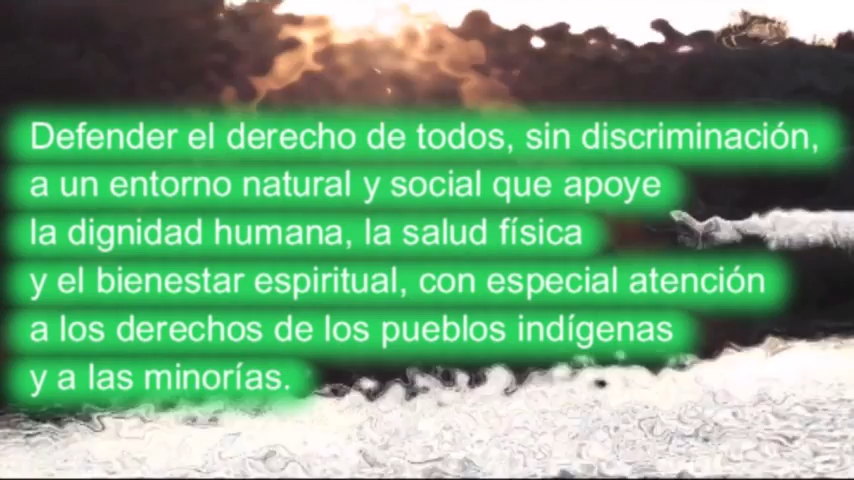 Defender el derecho de todos, sin discriminación,
a un entorno natural y social que apoye
la dignidad humana, la salud física
y el bienestar espiritual, con especial atención
a los derechos de los pueblos indígenas
y a las minorías.